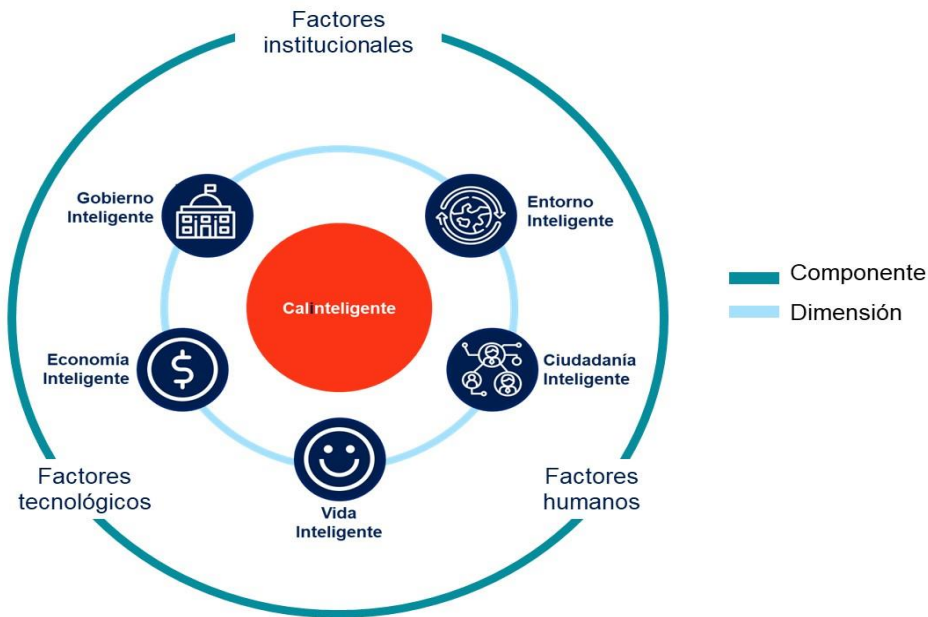 Factores
institucionales
Gobierno
Inteligente
Entorno
Inteligente
Calinteligente
Componente
Dimensión
Economía
Inteligente
Ciudadanía
Inteligente
Factores
tecnológicos
Factores
humanos
Vida
Inteligente